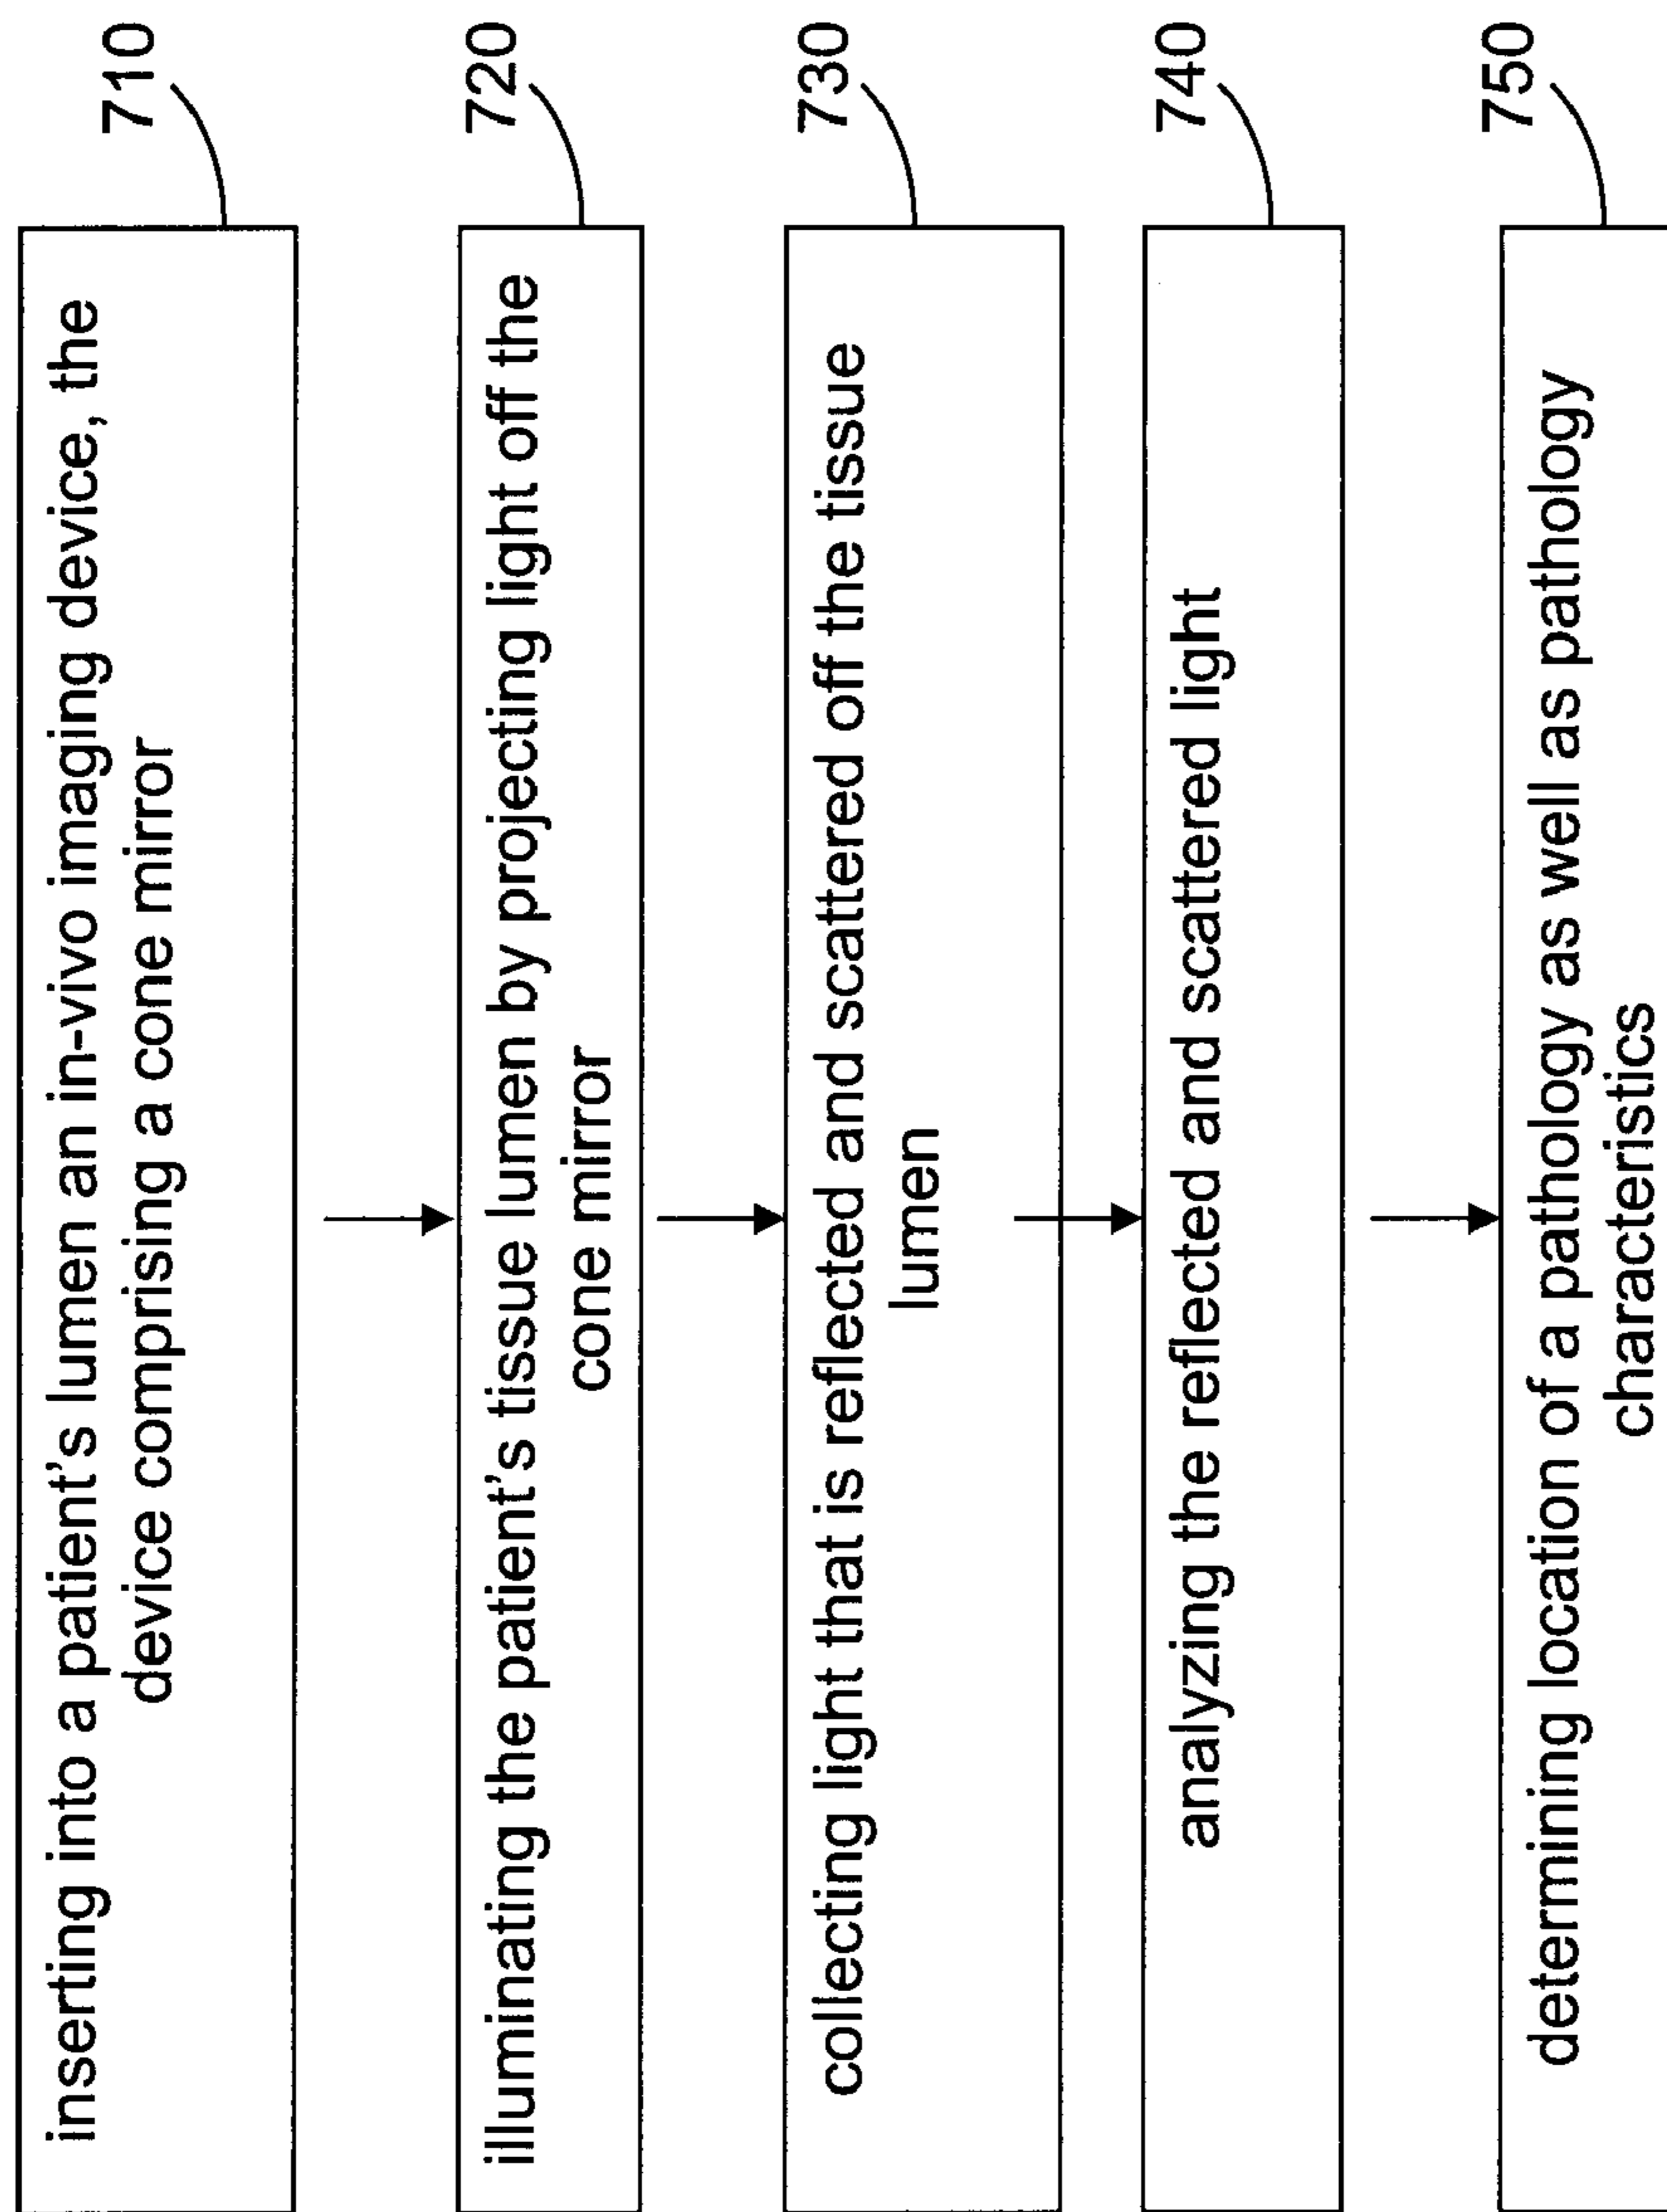 inserting into a patient's lumen an in-vivo imaging device, the
device comprising a cone mirror
710
illuminating the patient's tissue lumen by projecting light off the
cone mirror
720
collecting light that is reflected and scattered off the tissue
lumen
730
analyzing the reflected and scattered light
740
determining location of a pathology as well as pathology
characteristics
750